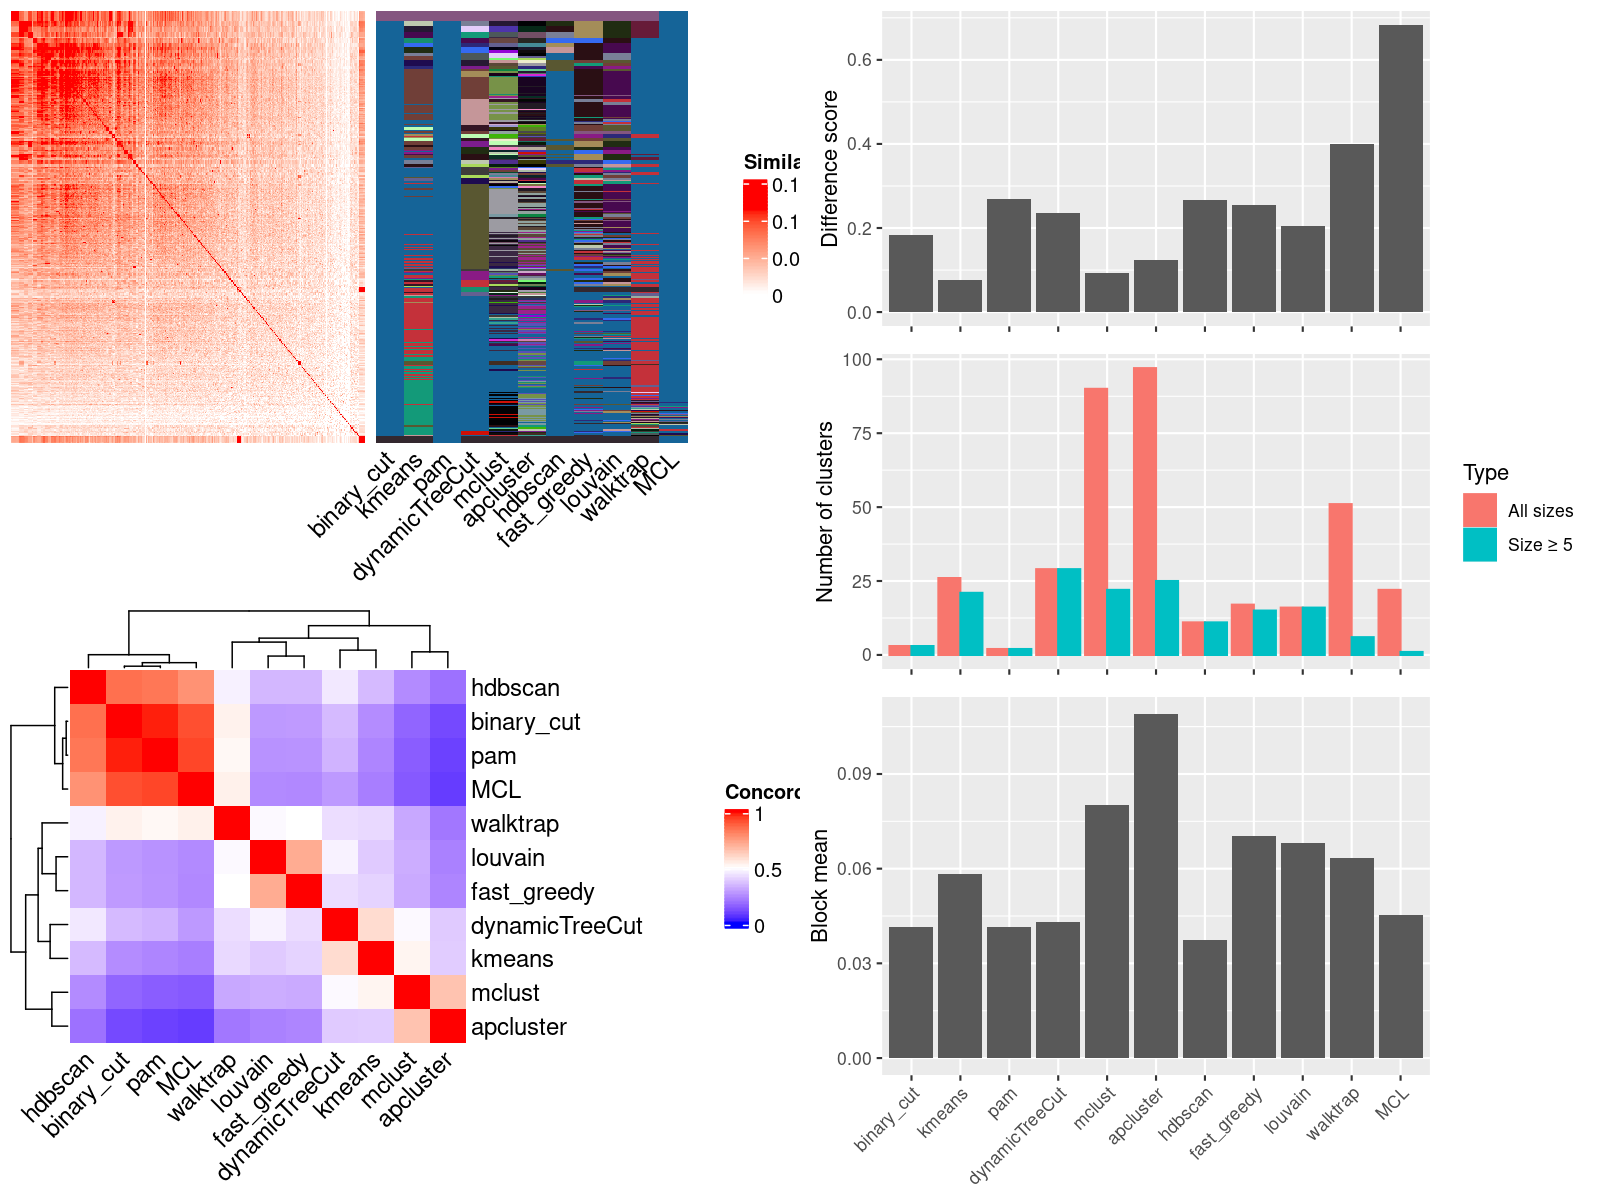 Simila
0.1
0.1
0.0
0
binary_cut
kmeans
pam
dynamicTreeCut
mclust
apcluster
hdbscan
fast_greedy
louvain
walktrap
MCL
hdbscan
binary_cut
pam
MCL
walktrap
louvain
fast_greedy
dynamicTreeCut
kmeans
mclust
apcluster
Concord
1
0.5
0
hdbscan
binary_cut
pam
MCL
walktrap
louvain
fast_greedy
dynamicTreeCut
kmeans
mclust
apcluster
Difference score
0.6
0.4
0.2
0.0
Number of clusters
100
75
50
25
0
Type
All sizes
Size ≥ 5
Block mean
0.09
0.06
0.03
0.00
binary_cut
kmeans
pam
dynamicTreeCut
mclust
apcluster
hdbscan
fast_greedy
louvain
walktrap
MCL